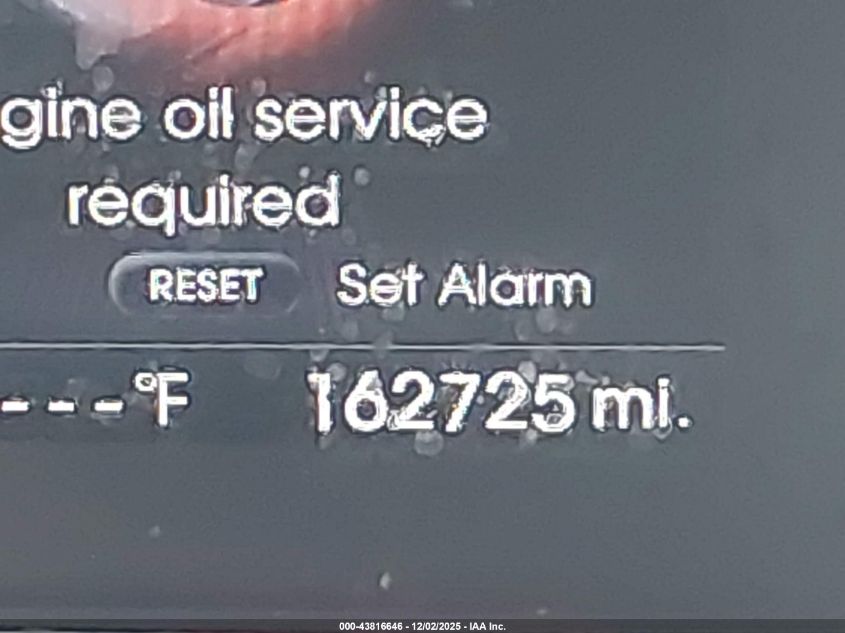 gine oil service
required
RESET Set Alarm
---°F 162725 mi.
000-43816646 - 12/02/2025 - IAA Inc.